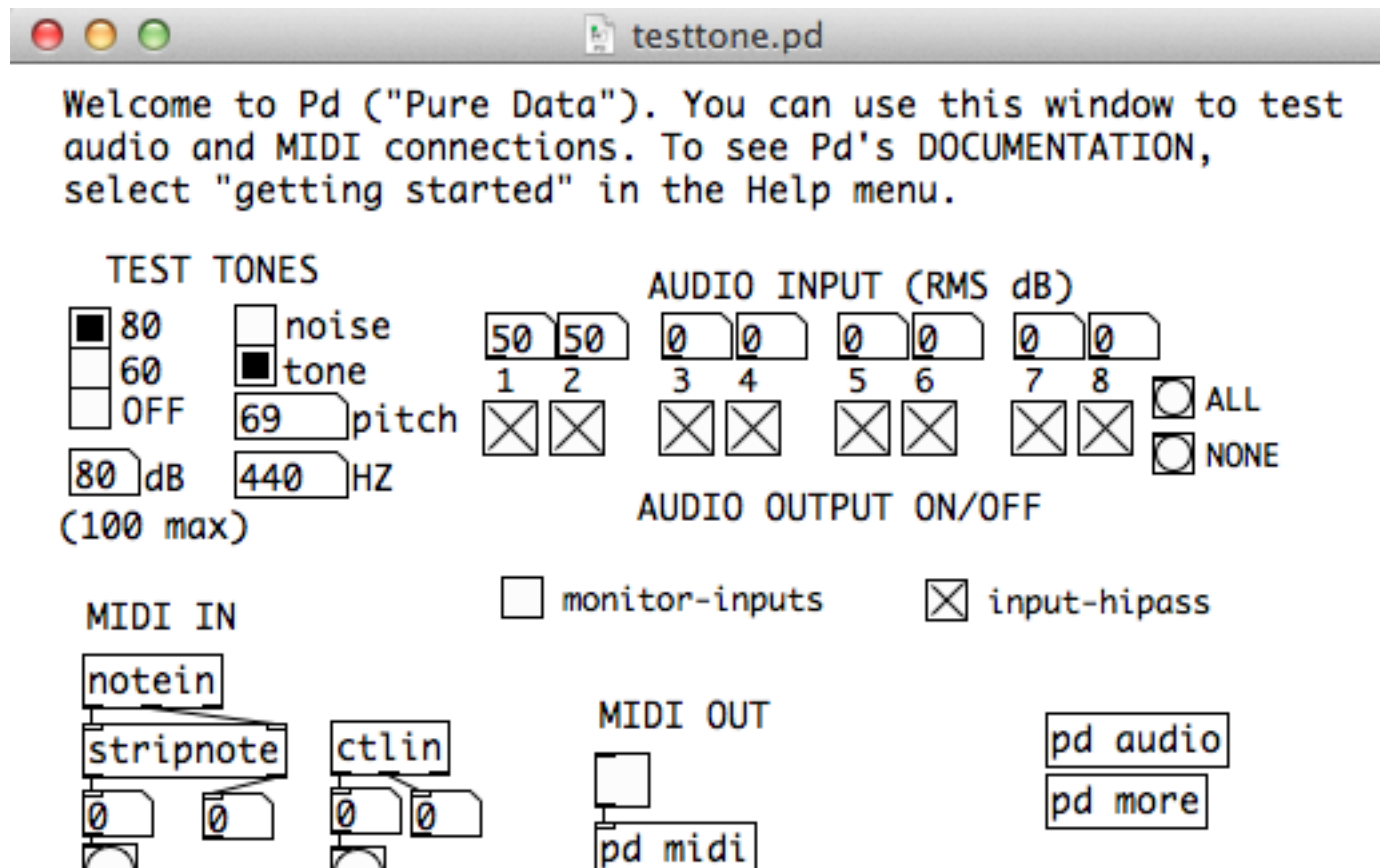 testtone.pd
Welcome to Pd ("Pure Data"). You can use this window to test
audio and MIDI connections. To see Pd's DOCUMENTATION,
select "getting started" in the Help menu.
TEST TONES
80
60
OFF
80 dB
(100 max)
noise
tone
69 pitch
440 HZ
AUDIO INPUT (RMS dB)
50 50 0 0 0 0 0 0
1 2 3 4 5 6 7 8
ALL
NONE
AUDIO OUTPUT ON/OFF
monitor-inputs
input-hipass
MIDI IN
notein
stripnote
0 0
ctlin
0 0
MIDI OUT
pd midi
pd audio
pd more